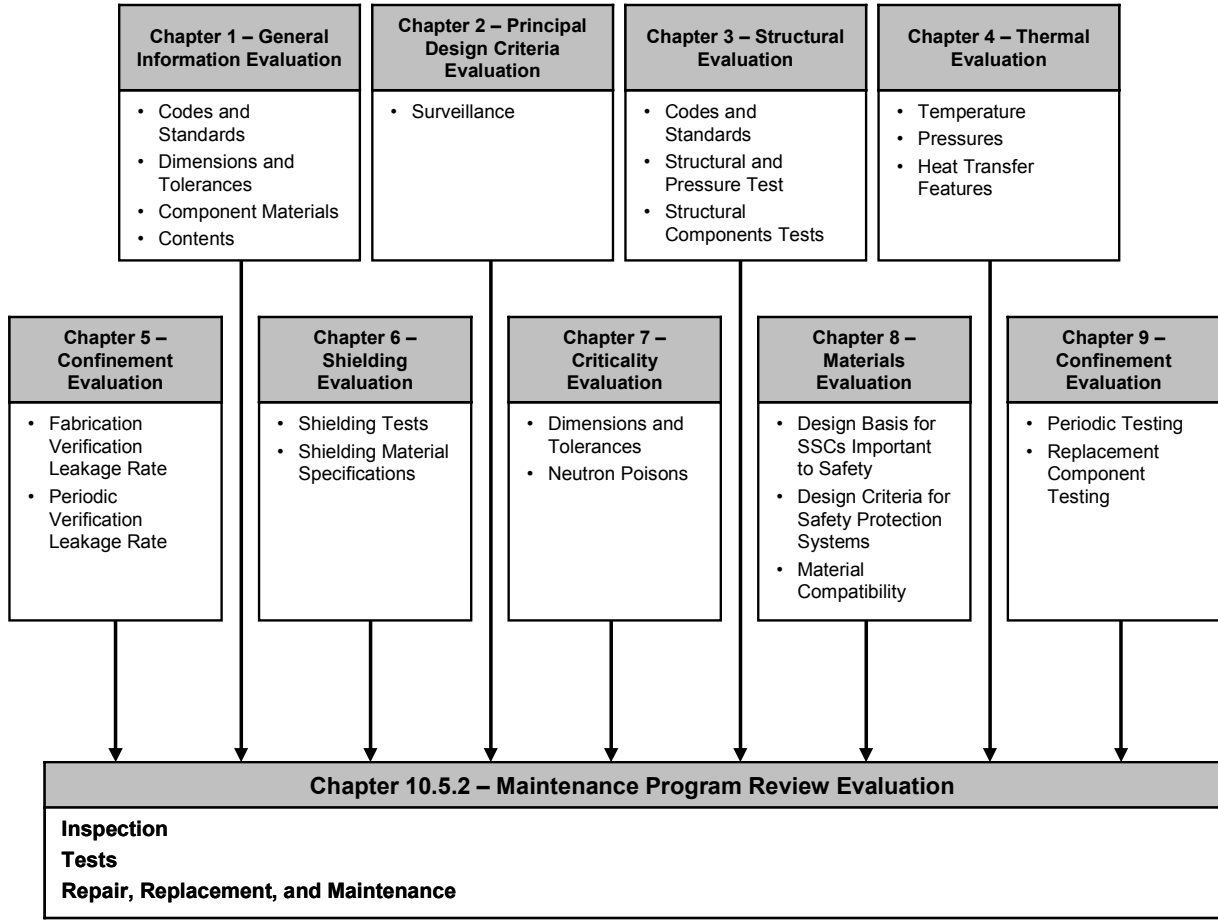 Chapter 1 – General
Information Evaluation
• Codes and
Standards
• Dimensions and
Tolerances
• Component Materials
• Contents
Chapter 2 – Principal
Design Criteria
Evaluation
• Surveillance
Chapter 3 – Structural
Evaluation
• Codes and
Standards
• Structural and
Pressure Test
• Structural
Components Tests
Chapter 4 – Thermal
Evaluation
• Temperature
• Pressures
• Heat Transfer
Features
Chapter 5 –
Confinement
Evaluation
• Fabrication
Verification
Leakage Rate
• Periodic
Verification
Leakage Rate
Chapter 6 –
Shielding
Evaluation
• Shielding Tests
• Shielding Material
Specifications
Chapter 7 –
Criticality
Evaluation
• Dimensions and
Tolerances
• Neutron Poisons
Chapter 8 –
Materials
Evaluation
• Design Basis for
SSCs Important
to Safety
• Design Criteria for
Safety Protection
Systems
• Material
Compatibility
Chapter 9 –
Confinement
Evaluation
• Periodic Testing
• Replacement
Component
Testing
Chapter 10.5.2 – Maintenance Program Review Evaluation
Inspection
Tests
Repair, Replacement, and Maintenance